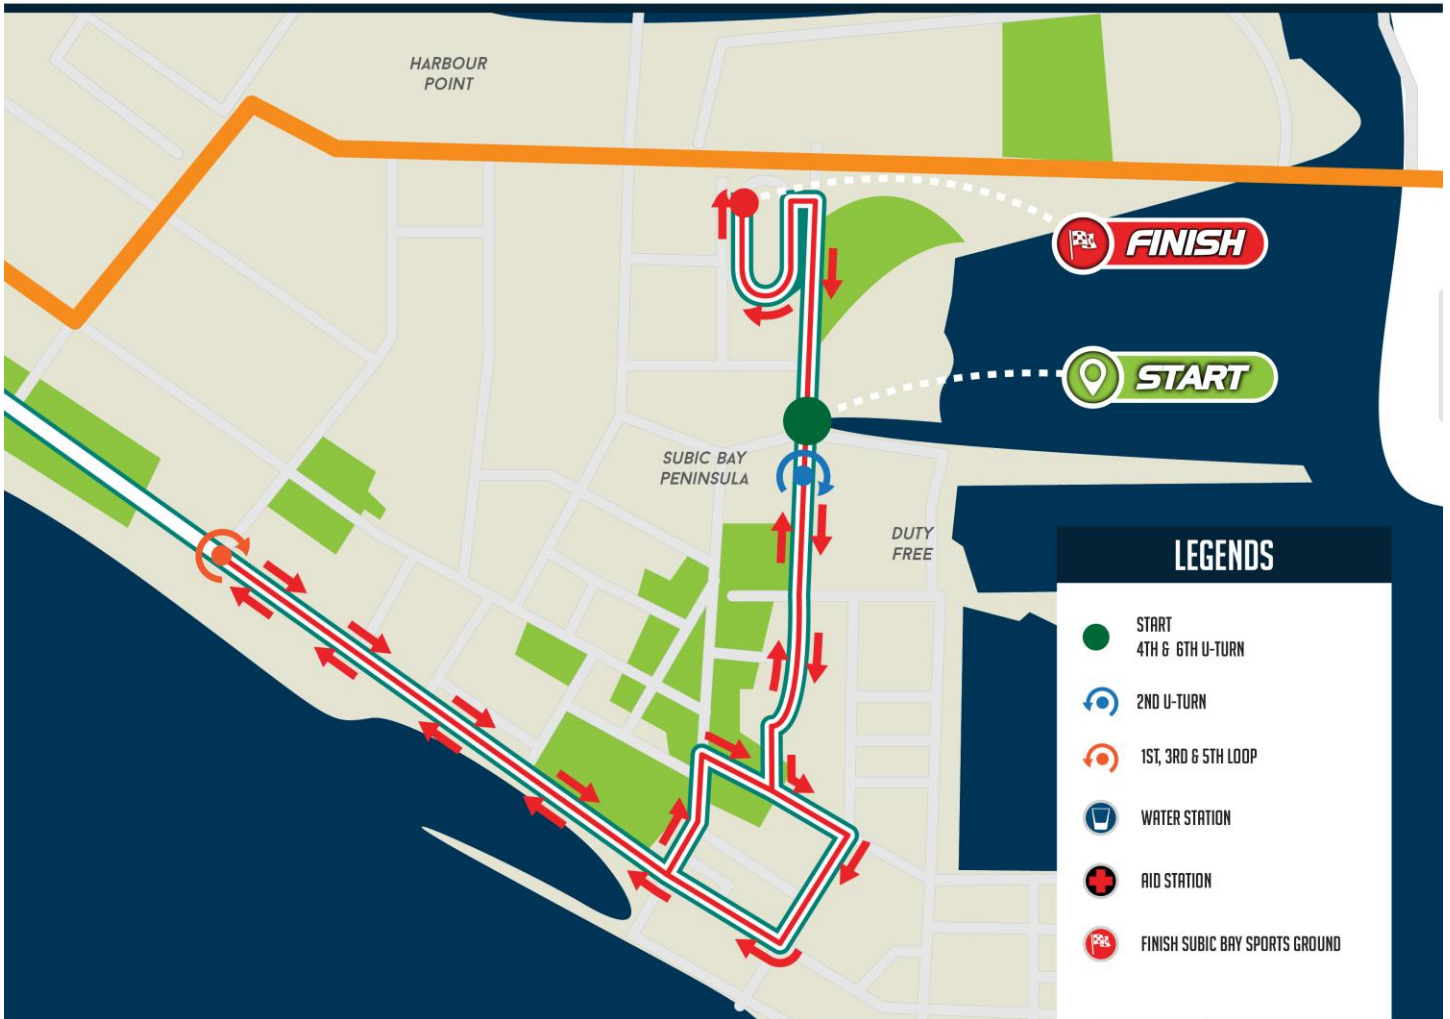 HARBOUR
POINT
FINISH
START
SUBIC BAY
PENINSULA
DUTY
FREE
LEGENDS
START
4TH & 6TH U-TURN
2ND U-TURN
1ST, 3RD & 5TH LOOP
WATER STATION
AID STATION
FINISH SUBIC BAY SPORTS GROUND